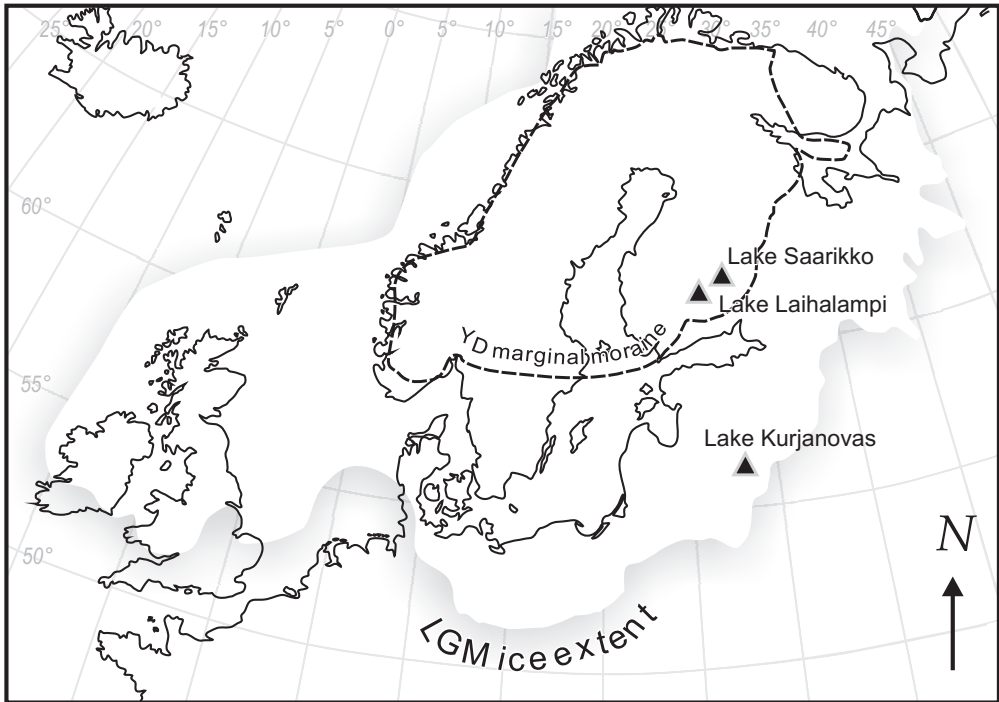 25° 20° 15° 10° 5° 0° 5° 10° 15° 20° 25° 30° 35° 40° 45°
60°
Lake Saarikko
Lake Laihalampi
YD marginal moraine
55°
Lake Kurjanovas
50°
N
LGM ice extent